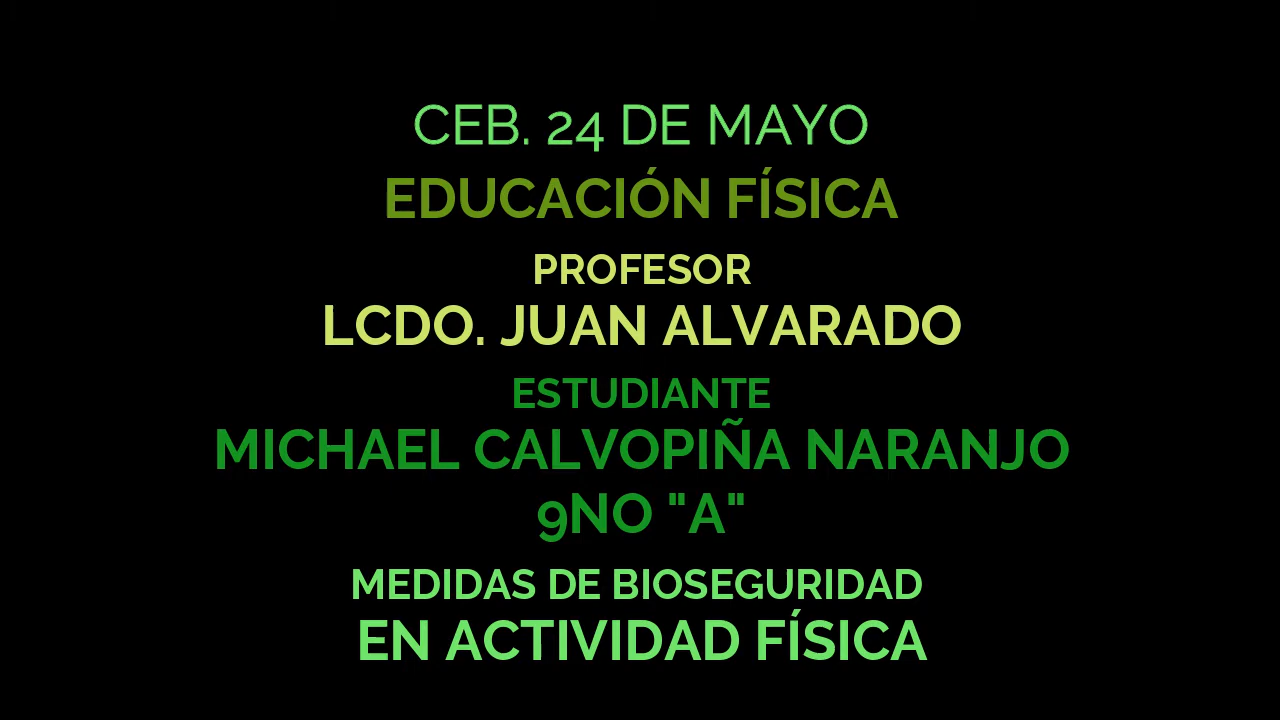 CEB. 24 DE MAYO
EDUCACIÓN FÍSICA
PROFESOR
LCDO. JUAN ALVARADO
ESTUDIANTE
MICHAEL CALVOPIÑA NARANJO
9NO "A"
MEDIDAS DE BIOSEGURIDAD
EN ACTIVIDAD FÍSICA